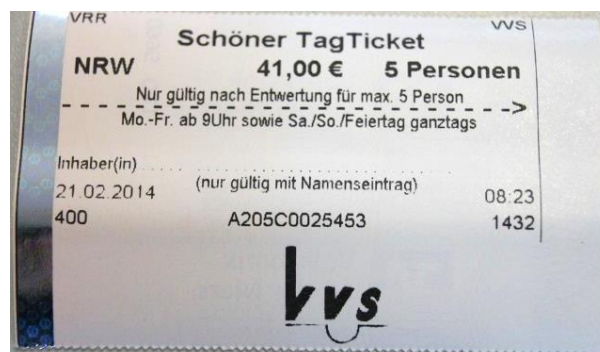 VRR VVS
Schöner TagTicket
NRW 41,00 € 5 Personen
Nur gültig nach Entwertung für max. 5 Person
Mo.-Fr. ab 9Uhr sowie Sa./So./Feiertag ganztags
Inhaber(in)
(nur gültig mit Namenseintrag)
21.02.2014 08:23
400 A205C0025453 1432
vvs